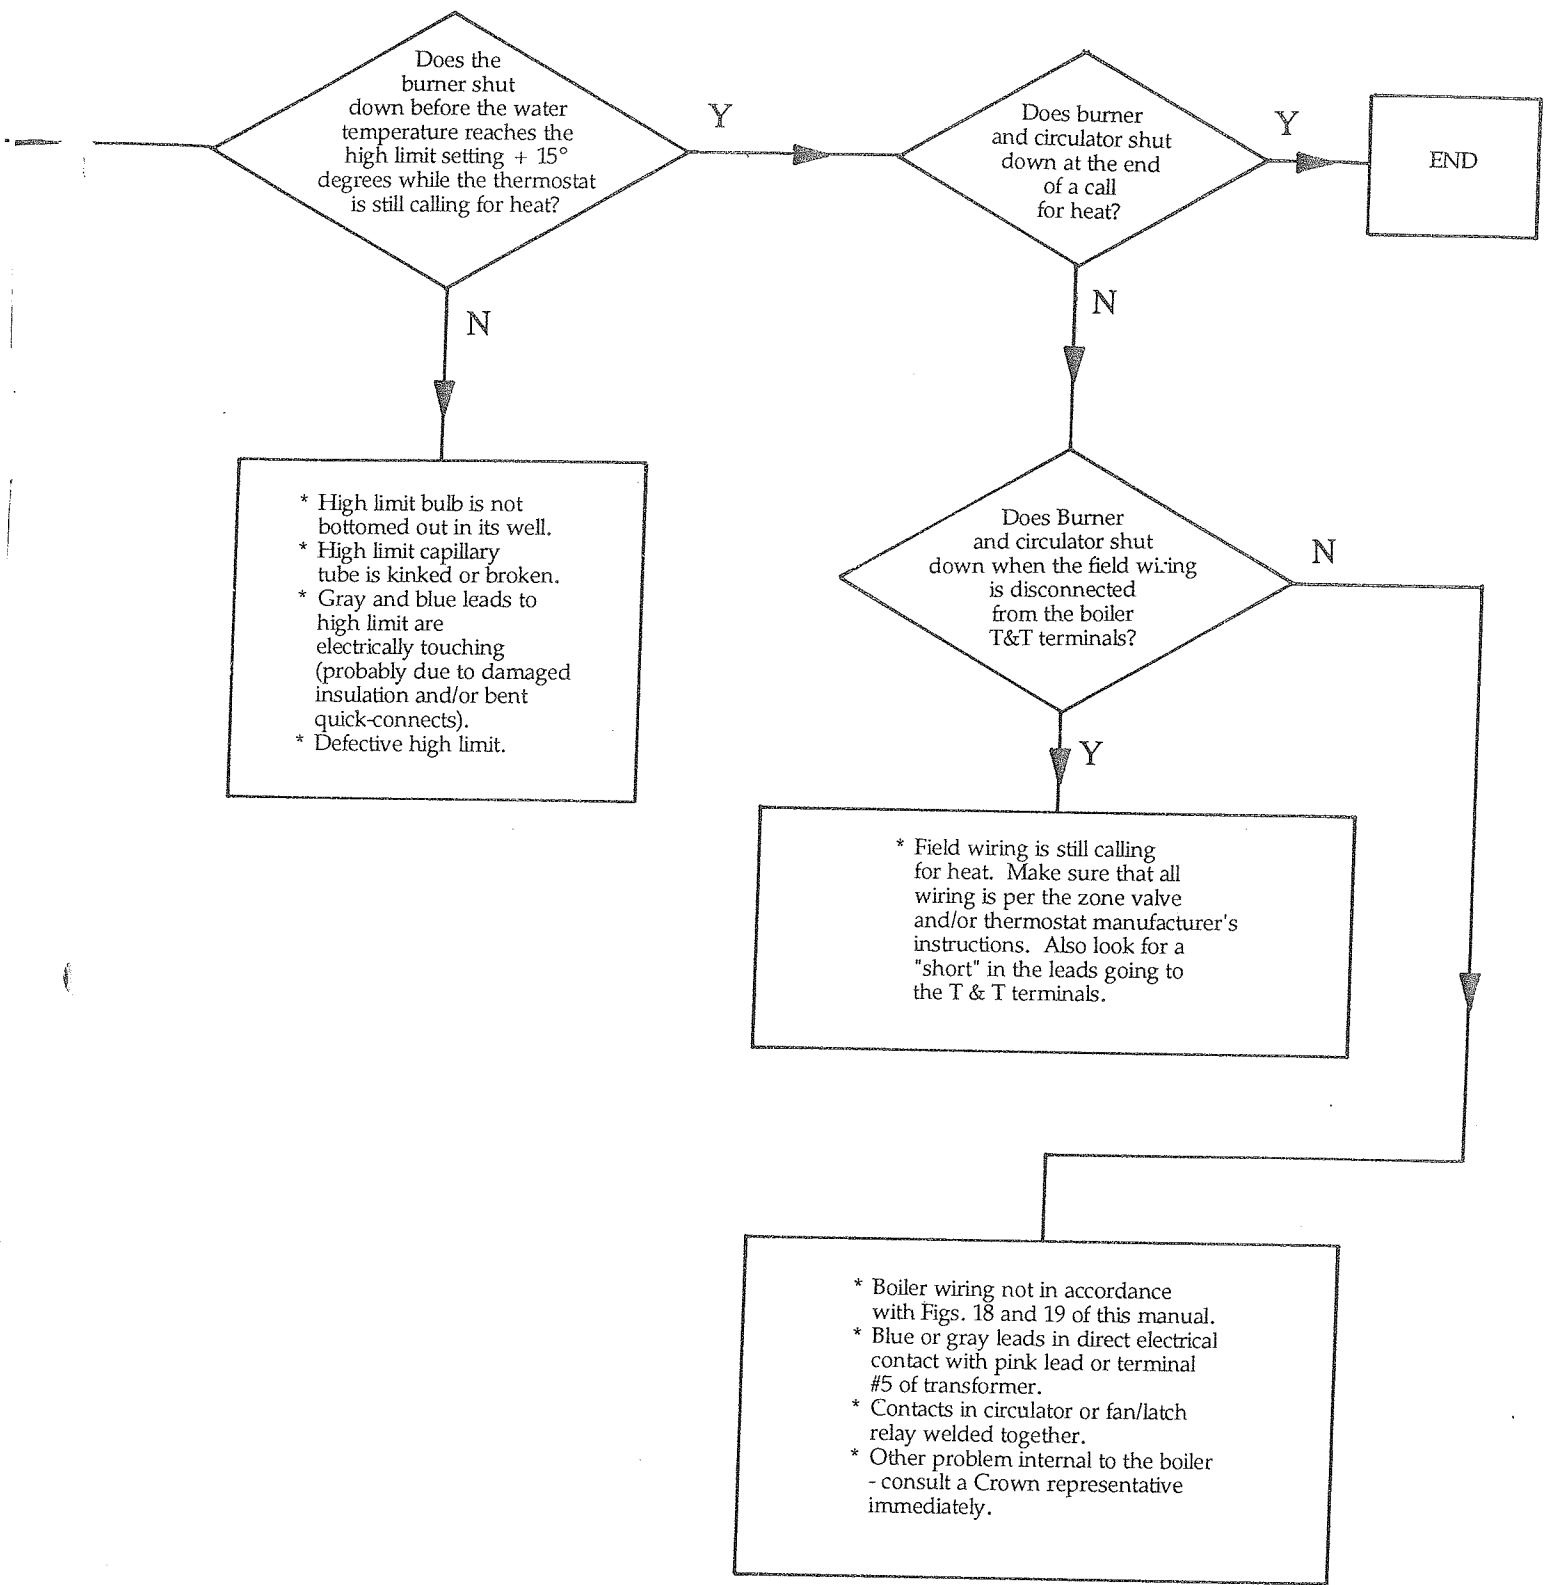 Does the
burner shut
down before the water
temperature reaches the
high limit setting + 15°
degrees while the thermostat
is still calling for heat?
Y
N
Does burner
and circulator shut
down at the end
of a call
for heat?
Y
END
N
* High limit bulb is not
bottomed out in its well.
* High limit capillary
tube is kinked or broken.
* Gray and blue leads to
high limit are
electrically touching
(probably due to damaged
insulation and/or bent
quick-connects).
* Defective high limit.
Does Burner
and circulator shut
down when the field wiring
is disconnected
from the boiler
T&T terminals?
N
Y
* Field wiring is still calling
for heat. Make sure that all
wiring is per the zone valve
and/or thermostat manufacturer's
instructions. Also look for a
"short" in the leads going to
the T & T terminals.
* Boiler wiring not in accordance
with Figs. 18 and 19 of this manual.
* Blue or gray leads in direct electrical
contact with pink lead or terminal
#5 of transformer.
* Contacts in circulator or fan/latch
relay welded together.
* Other problem internal to the boiler
- consult a Crown representative
immediately.